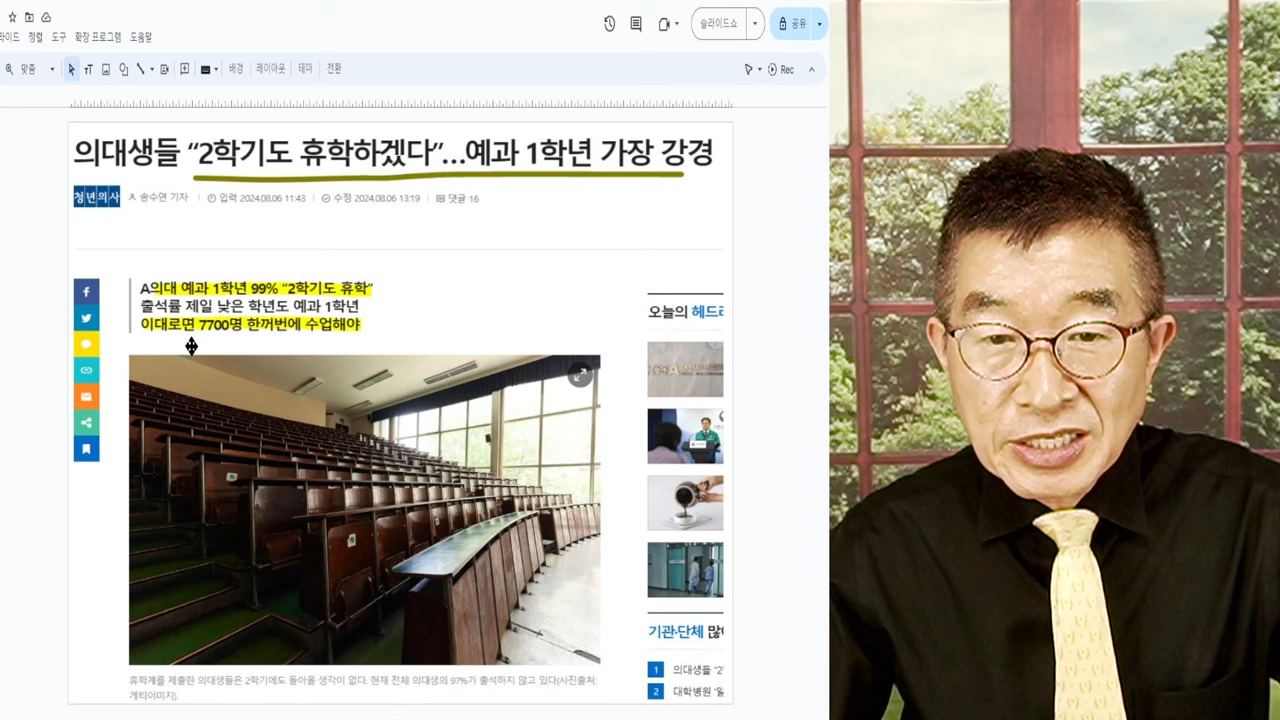 슬라이드쇼
공유
라이드 정렬 도구 확장 프로그램 도움말
맞춤
배경 레이아웃 테마 전환
Rec
의대생들 “2학기도 휴학하겠다”…예과 1학년 가장 강경
청년의사 송수연 기자 입력 2024.08.06 11:43 수정 2024.08.06 13:19 댓글 16
A의대 예과 1학년 99% “2학기도 휴학”
출석률 제일 낮은 학년도 예과 1학년
이대로면 7700명 한꺼번에 수업해야
오늘의 헤드라
휴학계를 제출한 의대생들은 2학기에도 돌아올 생각이 없다. 현재 전체 의대생의 97%가 출석하지 않고 있다(사진출처:
게티이미지).
기관·단체 많이
1 의대생들 “2
2 대학병원